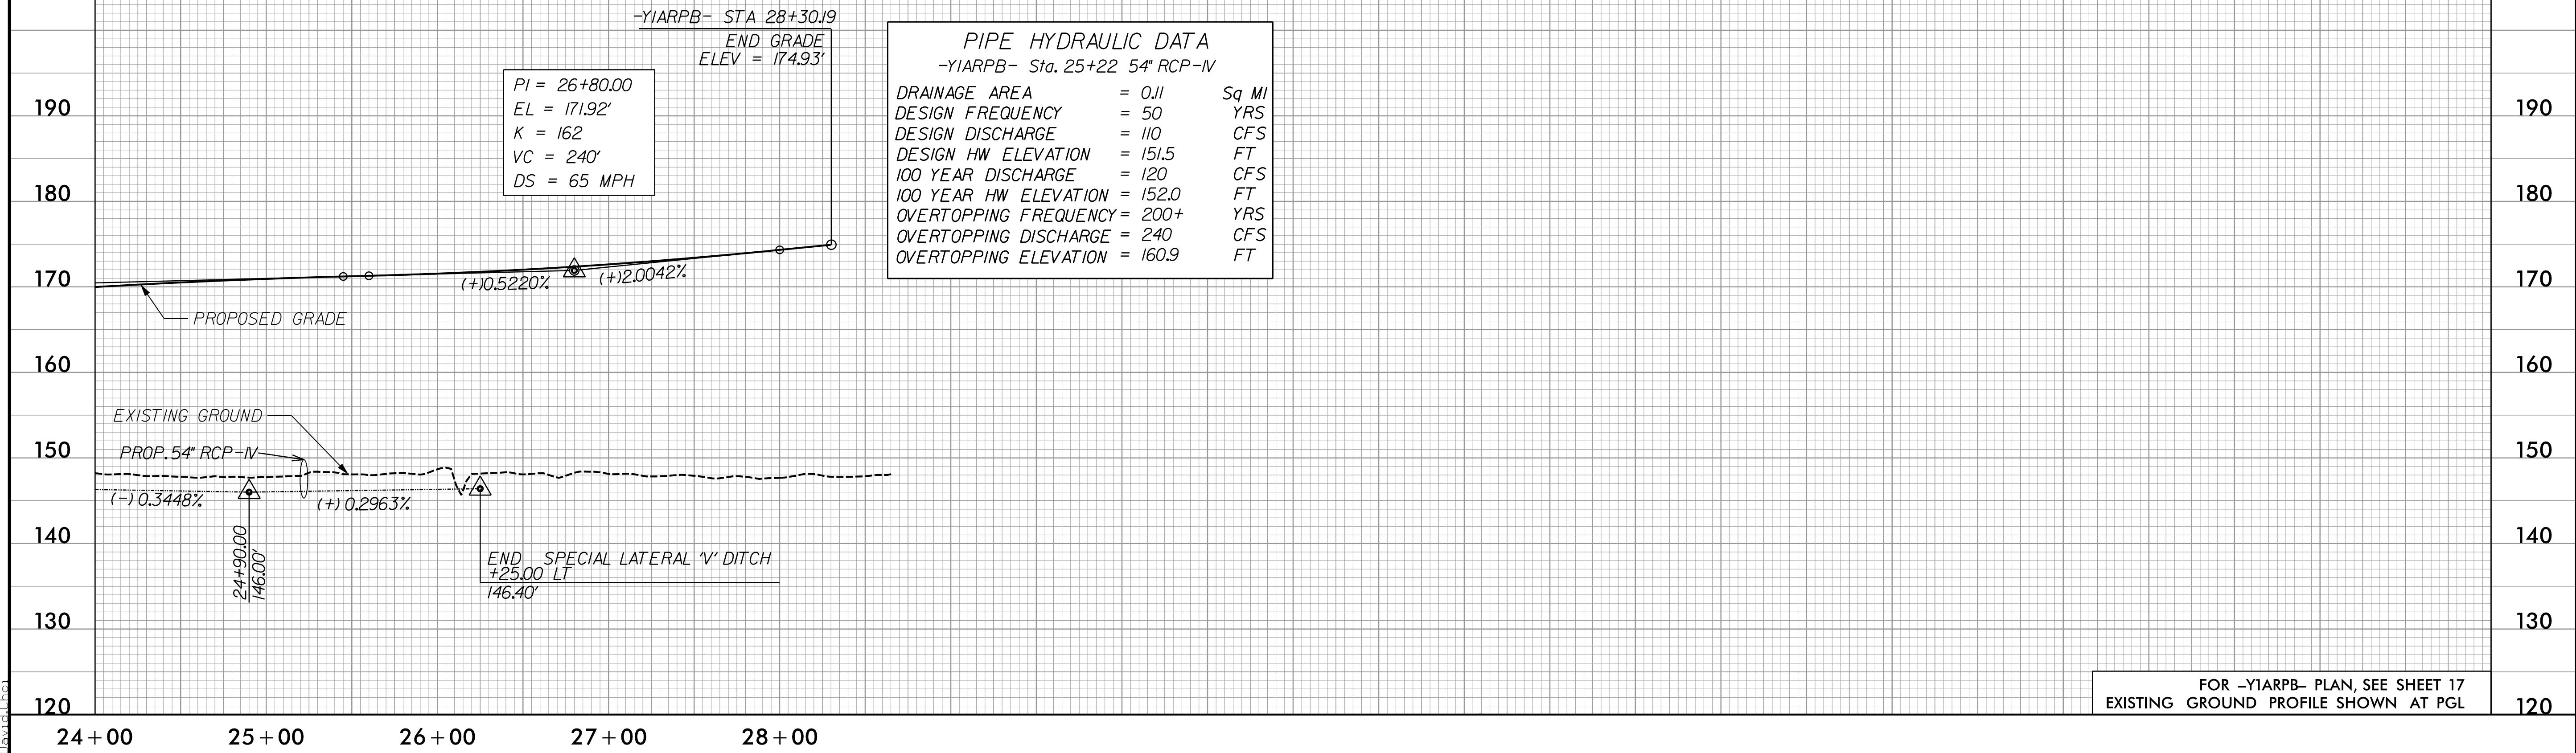 -Y1ARPB- STA 28+30.19
END GRADE
ELEV = 174.93'
PI = 26+80.00
EL = 171.92'
K = 162
VC = 240'
DS = 65 MPH
PIPE HYDRAULIC DATA
-Y1ARPB- Sta. 25+22 54" RCP-IV
DRAINAGE AREA = 0.11 Sq MI
DESIGN FREQUENCY = 50 YRS
DESIGN DISCHARGE = 110 CFS
DESIGN HW ELEVATION = 151.5 FT
100 YEAR DISCHARGE = 120 CFS
100 YEAR HW ELEVATION = 152.0 FT
OVERTOPPING FREQUENCY = 200+ YRS
OVERTOPPING DISCHARGE = 240 CFS
OVERTOPPING ELEVATION = 160.9 FT
190 190
180 180
170 170
(+)0.5220% (+)2.0042%
PROPOSED GRADE
160 160
EXISTING GROUND
PROP. 54" RCP-IV
150 150
(-) 0.3448% (+) 0.2963%
140 140
24+90.00
146.00'
END SPECIAL LATERAL 'V' DITCH
+25.00 LT
146.40'
130 130
FOR -Y1ARPB- PLAN, SEE SHEET 17
EXISTING GROUND PROFILE SHOWN AT PGL
120 120
24+00 25+00 26+00 27+00 28+00